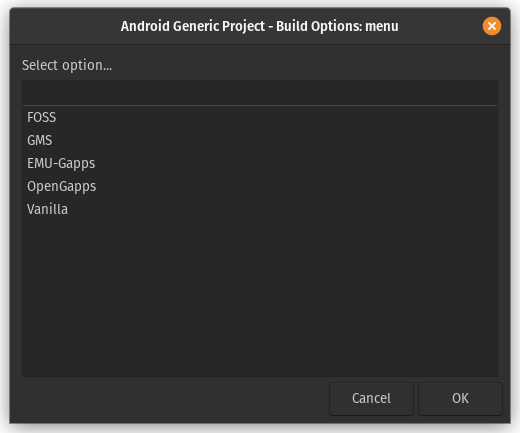 Android Generic Project - Build Options: menu
Select option...
FOSS
GMS
EMU-Gapps
OpenGapps
Vanilla
Cancel OK